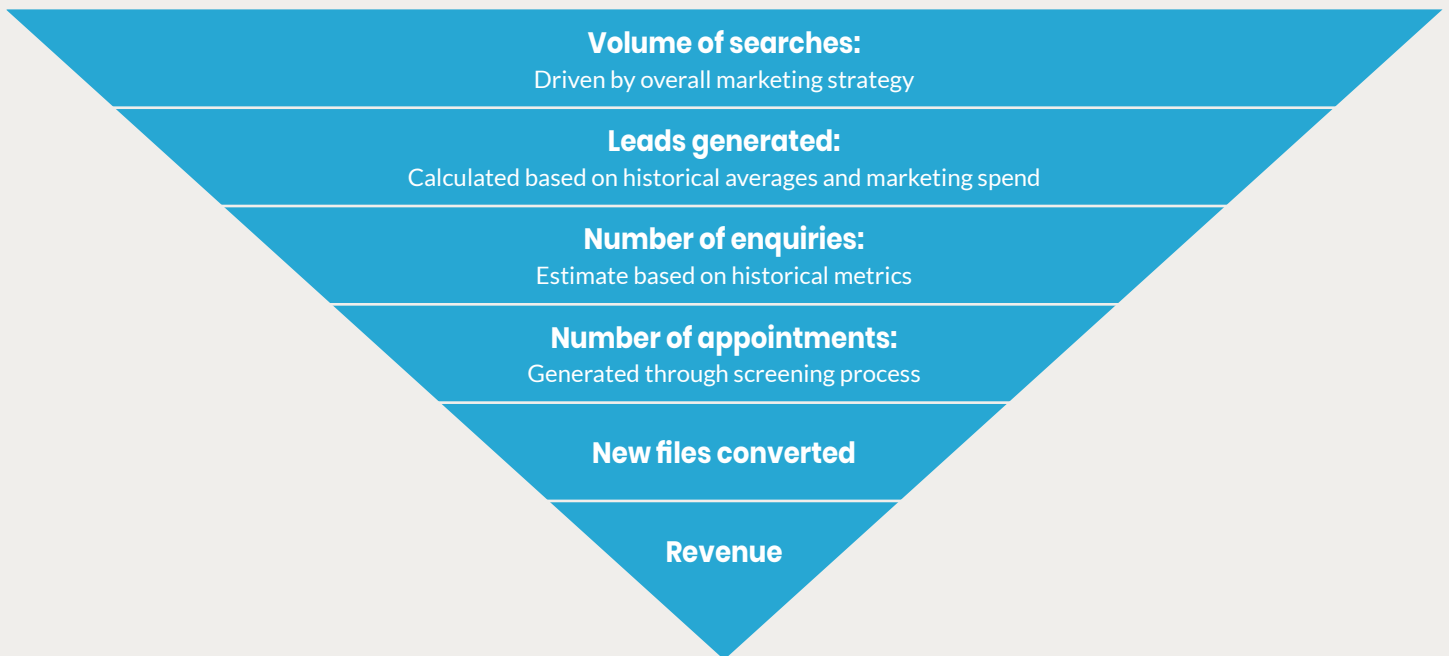 Volume of searches:
Driven by overall marketing strategy
Leads generated:
Calculated based on historical averages and marketing spend
Number of enquiries:
Estimate based on historical metrics
Number of appointments:
Generated through screening process
New files converted
Revenue